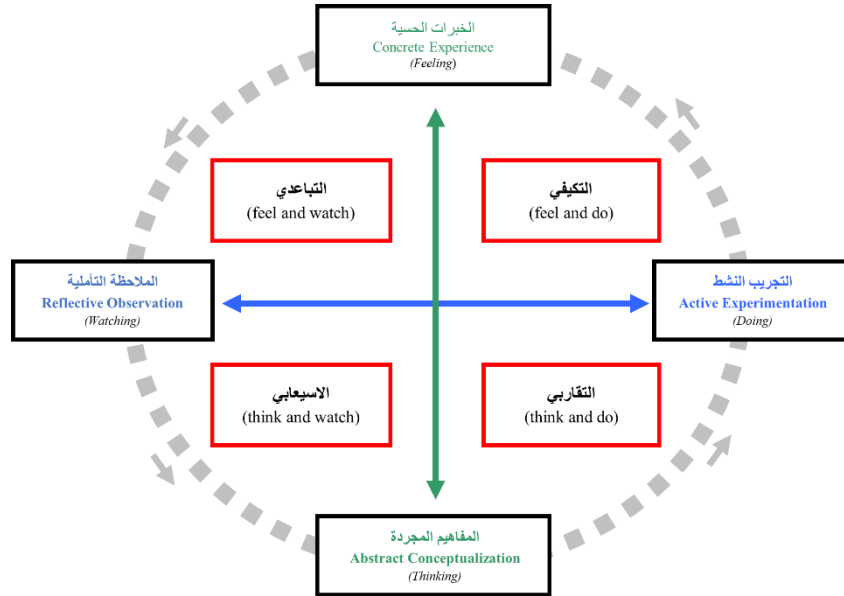 الخبرات الحسية
Concrete Experience
(Feeling)
التباعدي
(feel and watch)
التكيفي
(feel and do)
الملاحظة التأملية
Reflective Observation
(Watching)
التجريب النشط
Active Experimentation
(Doing)
الاسيعابي
(think and watch)
التقاربي
(think and do)
المفاهيم المجردة
Abstract Conceptualization
(Thinking)